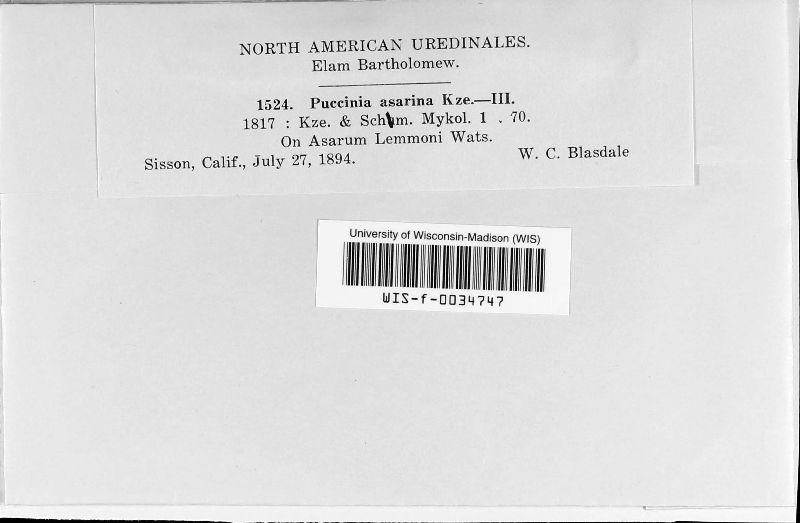 NORTH AMERICAN UREDINALES.
Elam Bartholomew.
1524. Puccinia asarina Kze.—III.
1817 : Kze. & Schm. Mykol. 1 . 70.
On Asarum Lemmoni Wats.
Sisson, Calif., July 27, 1894. W. C. Blasdale
University of Wisconsin-Madison (WIS)
WIS-f-0034747